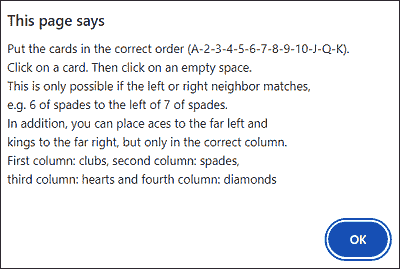 This page says
Put the cards in the correct order (A-2-3-4-5-6-7-8-9-10-J-Q-K).
Click on a card. Then click on an empty space.
This is only possible if the left or right neighbor matches,
e.g. 6 of spades to the left of 7 of spades.
In addition, you can place aces to the far left and
kings to the far right, but only in the correct column.
First column: clubs, second column: spades,
third column: hearts and fourth column: diamonds
OK